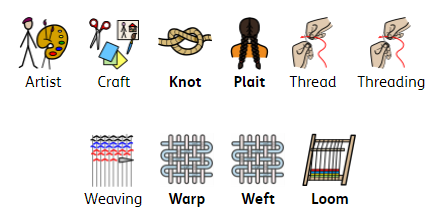 Artist Craft Knot Plait Thread Threading
Weaving Warp Weft Loom